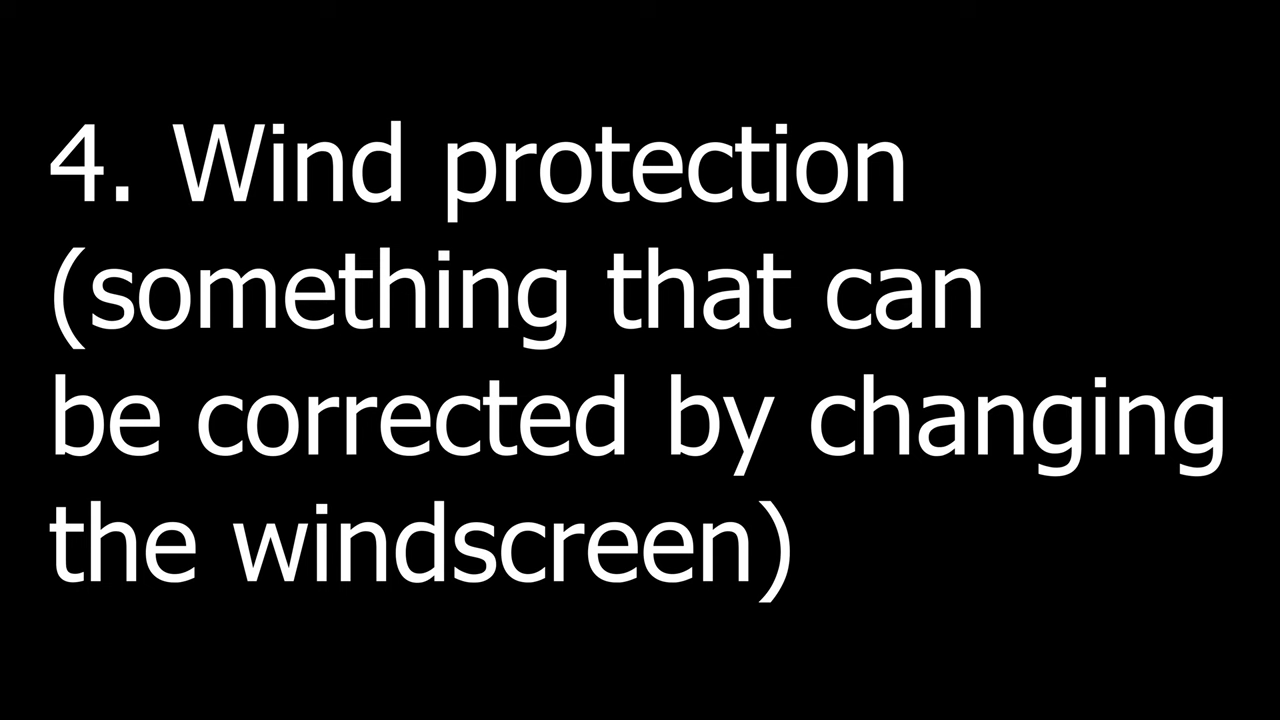 4. Wind protection
(something that can
be corrected by changing
the windscreen)